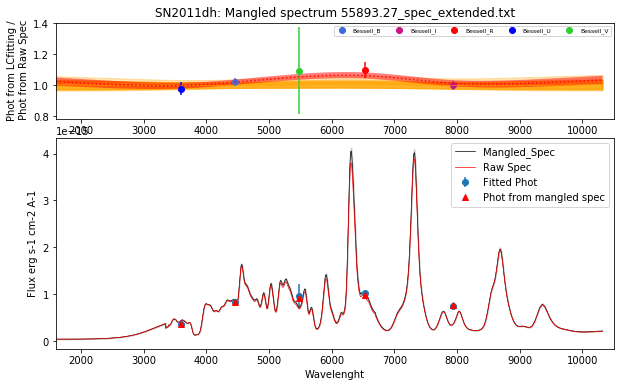 SN2011dh: Mangled spectrum 55893.27_spec_extended.txt
Phot from LCfitting /
Phot from Raw Spec
1.4
1.2
1.0
0.8
Bessell_B
Bessell_I
Bessell_R
Bessell_U
Bessell_V
2000 3000 4000 5000 6000 7000 8000 9000 10000
Flux erg s-1 cm-2 A-1
4
3
2
1
0
Mangled_Spec
Raw Spec
Fitted Phot
Phot from mangled spec
2000 3000 4000 5000 6000 7000 8000 9000 10000
Wavelenght